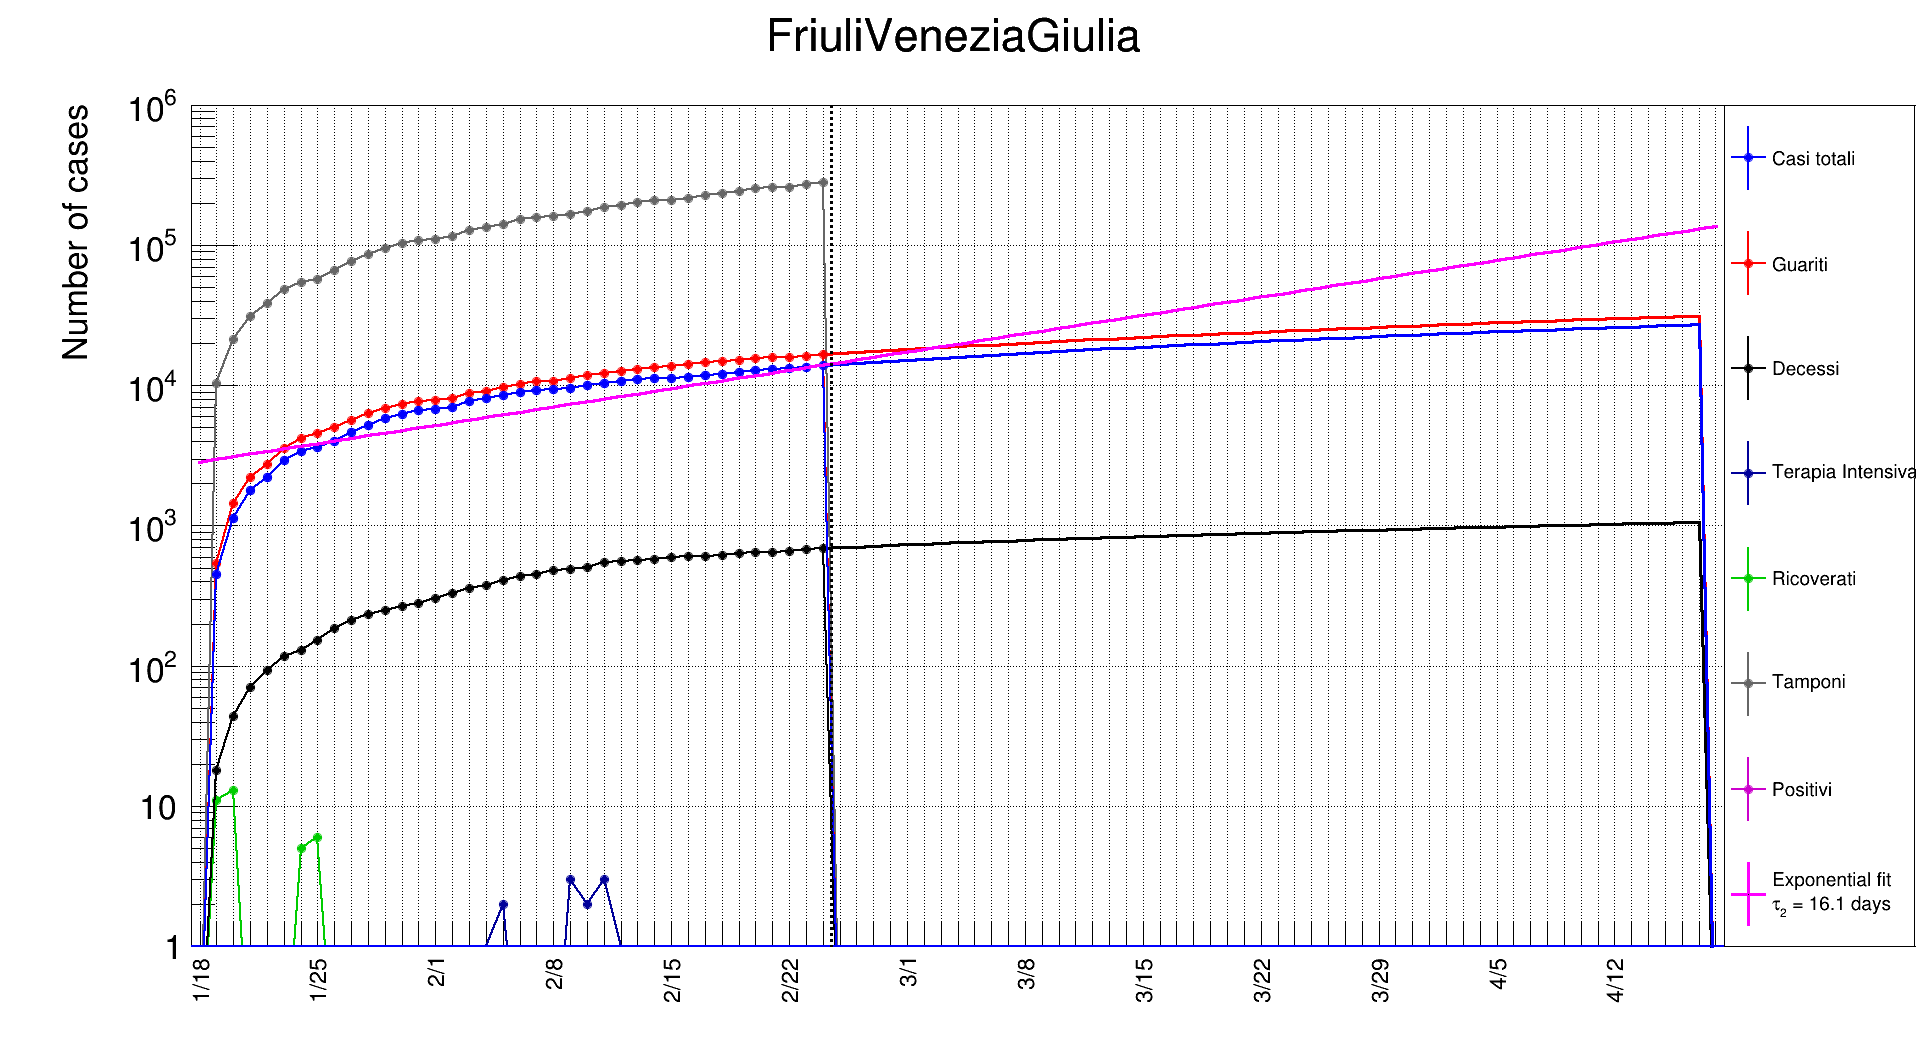 FriuliVeneziaGiulia
Number of cases
10^6
10^5
10^4
10^3
10^2
10
1
1/18
1/25
2/1
2/8
2/15
2/22
3/1
3/8
3/15
3/22
3/29
4/5
4/12
Casi totali
Guariti
Decessi
Terapia Intensiva
Ricoverati
Tamponi
Positivi
Exponential fit
τ_2 = 16.1 days